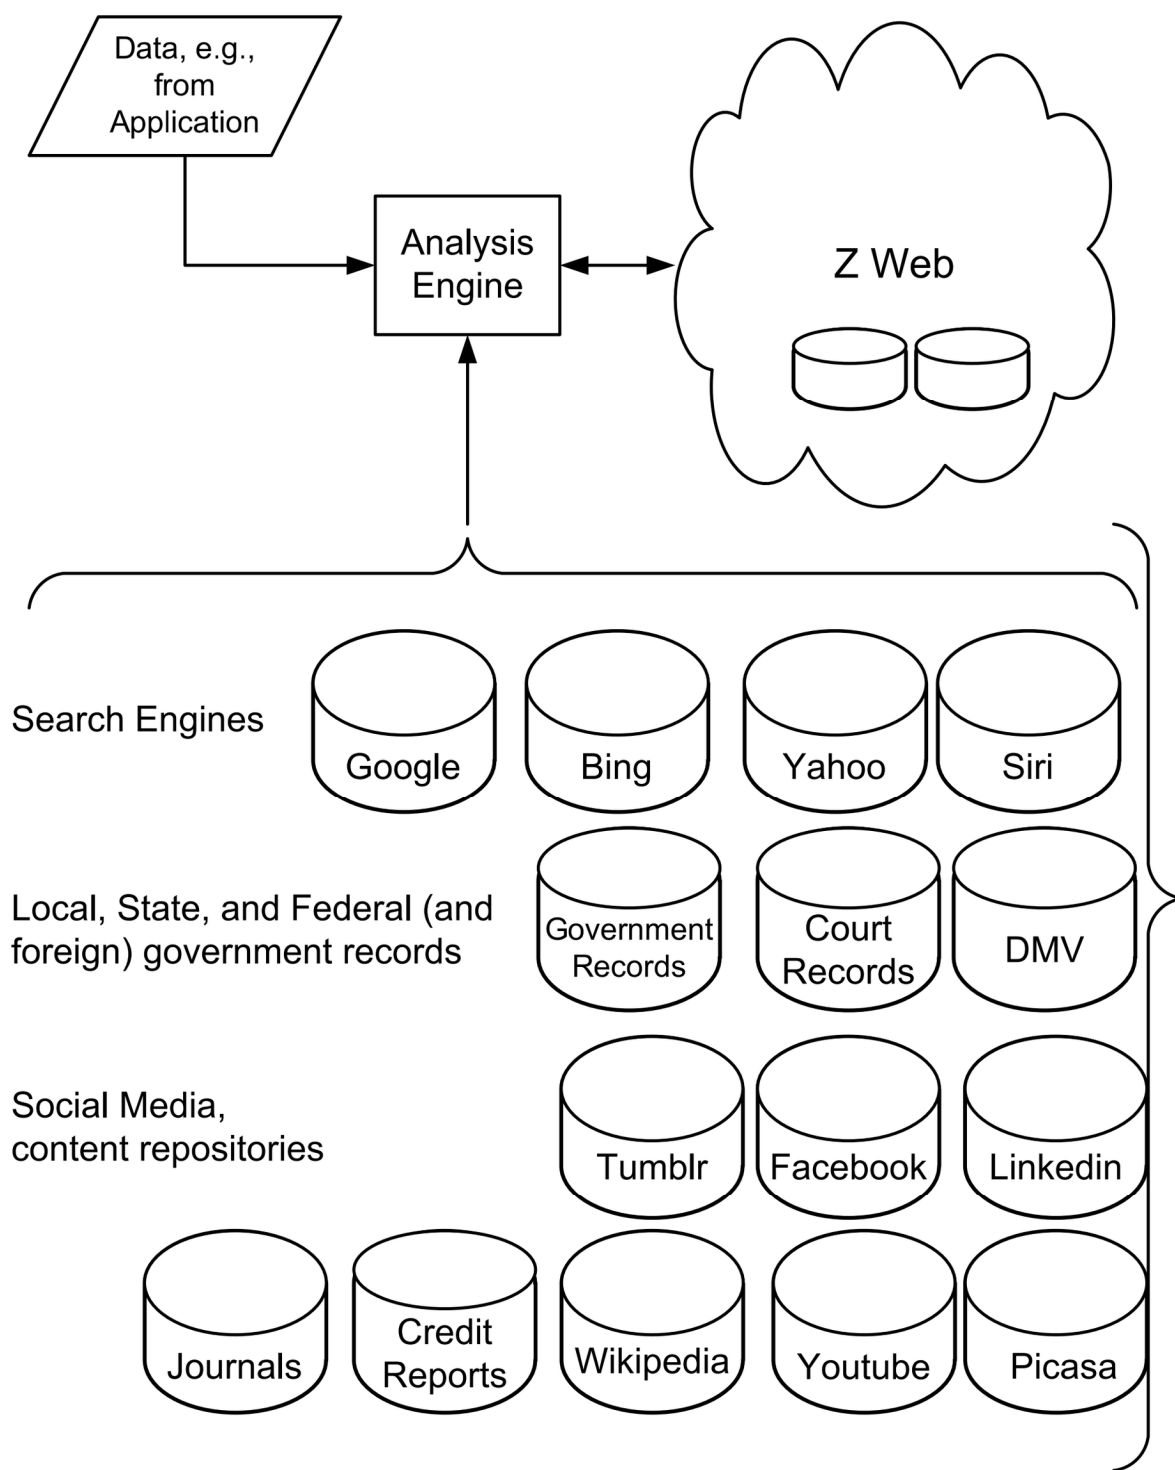 Data, e.g.,
from
Application
Analysis
Engine
Z Web
Search Engines
Google
Bing
Yahoo
Siri
Local, State, and Federal (and
foreign) government records
Government
Records
Court
Records
DMV
Social Media,
content repositories
Tumblr
Facebook
Linkedin
Journals
Credit
Reports
Wikipedia
Youtube
Picasa